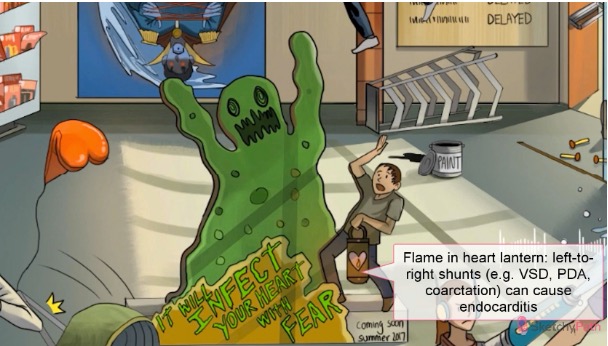 DELAYED
PAINT
Flame in heart lantern: left-to-
right shunts (e.g. VSD, PDA,
coarctation) can cause
endocarditis
IT WILL
INFECT
YOUR HEART
WITH
FEAR
coming soon
summer 2017
SketchyPath